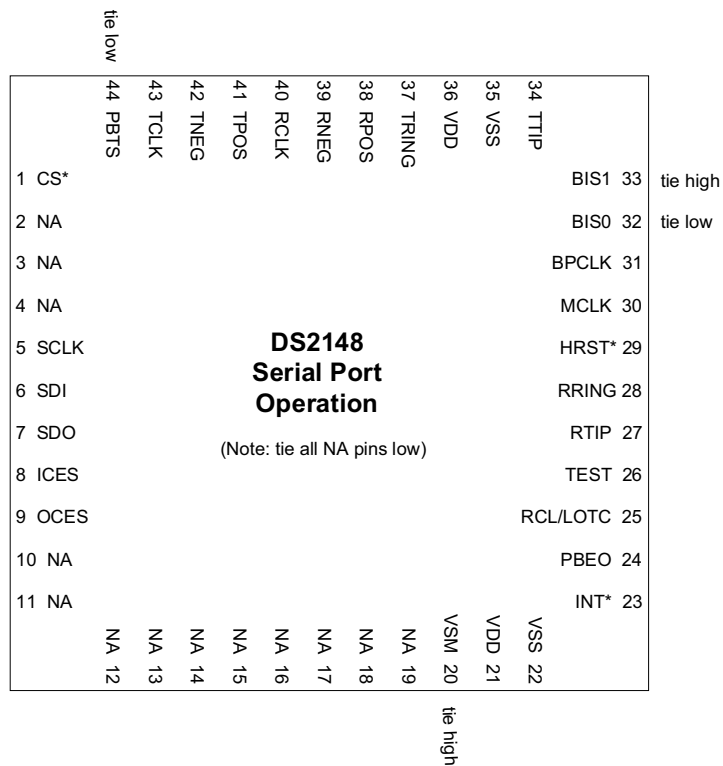 tie low
44 PBTS
43 TCLK
42 TNEG
41 TPOS
40 RCLK
39 RNEG
38 RPOS
37 TRING
36 VDD
35 VSS
34 TTIP
1 CS*
2 NA
3 NA
4 NA
5 SCLK
6 SDI
7 SDO
8 ICES
9 OCES
10 NA
11 NA
DS2148
Serial Port
Operation
(Note: tie all NA pins low)
BIS1 33 tie high
BIS0 32 tie low
BPCLK 31
MCLK 30
HRST* 29
RRING 28
RTIP 27
TEST 26
RCL/LOTC 25
PBEO 24
INT* 23
NA 12
NA 13
NA 14
NA 15
NA 16
NA 17
NA 18
NA 19
VSM 20
VDD 21
VSS 22
tie high